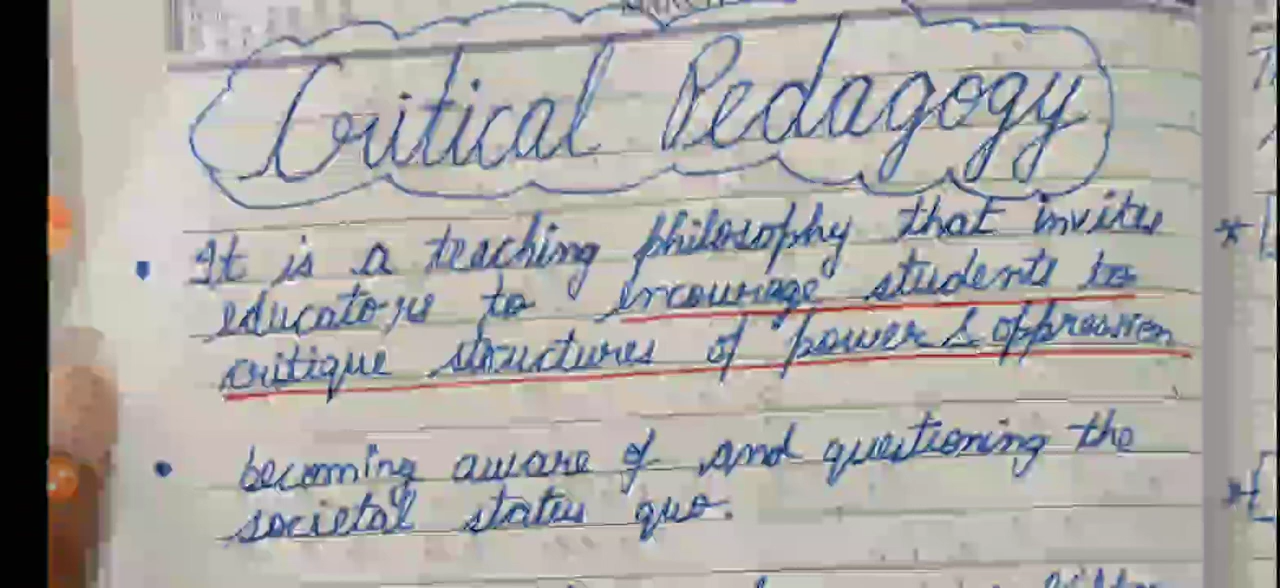 Critical Pedagogy
• It is a teaching philosophy that invites
educators to encourage students to
critique structures of power & oppression
• becoming aware of and questioning the
societal status quo.